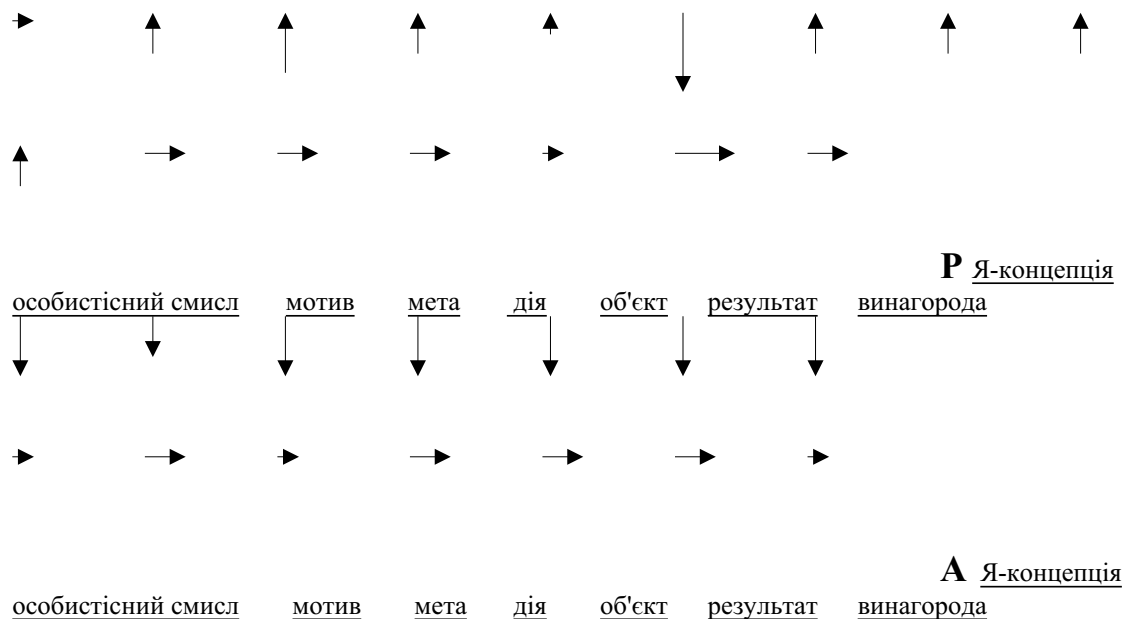 Р Я-концепція
особистісний смисл мотив мета дія об'єкт результат винагорода
А Я-концепція
особистісний смисл мотив мета дія об'єкт результат винагорода